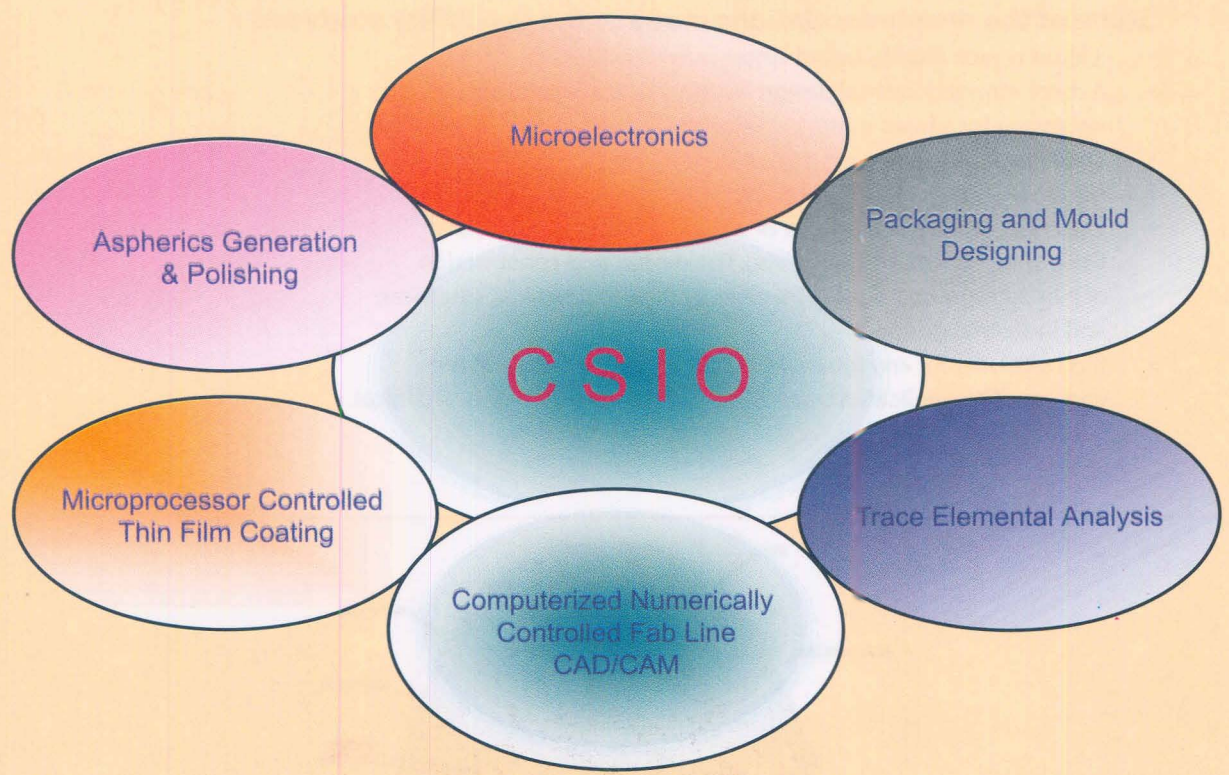 Microelectronics
Aspherics Generation
& Polishing
Packaging and Mould
Designing
C S I O
Microprocessor Controlled
Thin Film Coating
Trace Elemental Analysis
Computerized Numerically
Controlled Fab Line
CAD/CAM